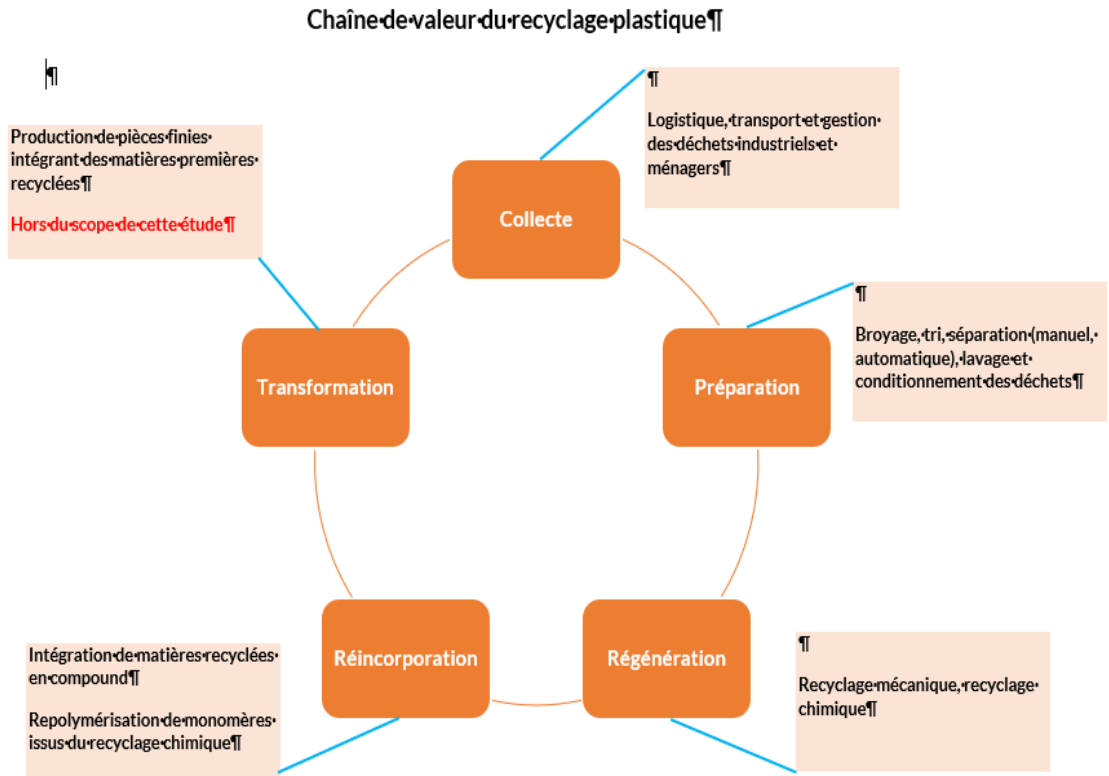 Chaîne·de·valeur·du·recyclage·plastique¶
¶
¶
Logistique,·transport·et·gestion·
des·déchets·industriels·et·
ménagers¶
Production·de·pièces·finies·
intégrant·des·matières·premières·
recyclées¶
Hors·du·scope·de·cette·étude¶
Collecte
¶
Broyage,·tri,·séparation·(manuel,·
automatique),·lavage·et·
conditionnement·des·déchets¶
Transformation
Préparation
Réincorporation
Régénération
Intégration·de·matières·recyclées·
en·compound¶
Repolymérisation·de·monomères·
issus·du·recyclage·chimique¶
¶
Recyclage·mécanique,·recyclage·
chimique¶